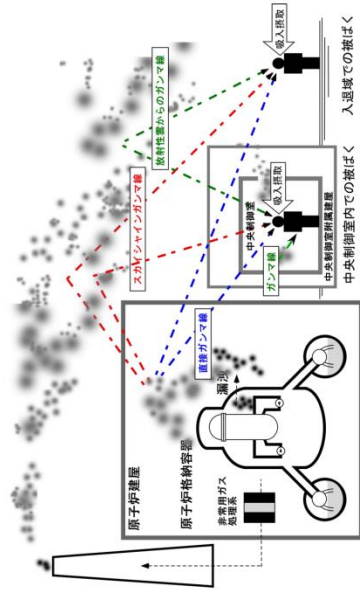 原子炉建屋
原子炉格納容器
非常用ガス
処理系
漏洩
直接ガンマ線
スカイシャインガンマ線
放射性雲からのガンマ線
中央制御室
吸入摂取
ガンマ線
中央制御室附属建屋
中央制御室内での被ばく
吸入摂取
入退域での被ばく